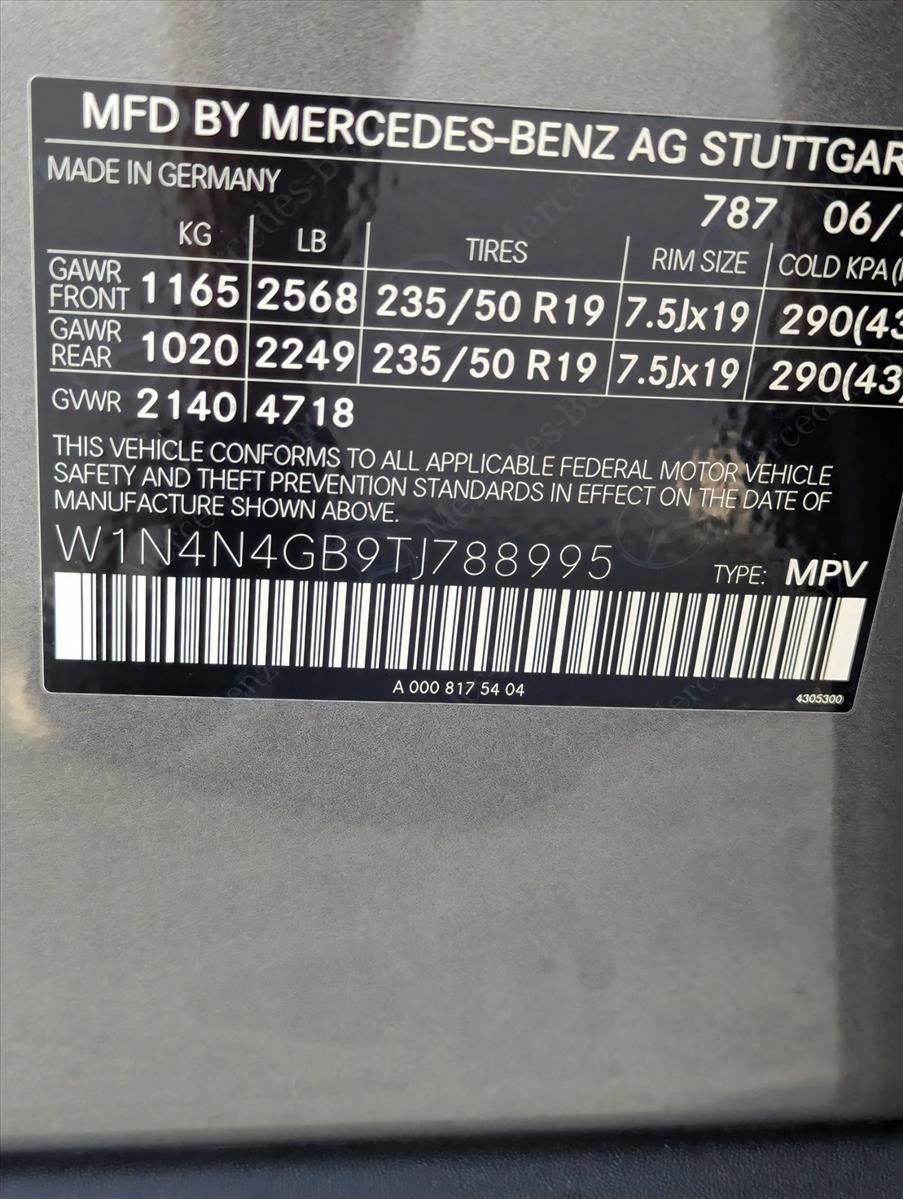 MFD BY MERCEDES-BENZ AG STUTTGAR
MADE IN GERMANY
787 06/
KG LB TIRES RIM SIZE COLD KPA(
GAWR FRONT 1165 2568 235/50 R19 7.5Jx19 290(43
GAWR REAR 1020 2249 235/50 R19 7.5Jx19 290(43
GVWR 2140 4718
THIS VEHICLE CONFORMS TO ALL APPLICABLE FEDERAL MOTOR VEHICLE
SAFETY AND THEFT PREVENTION STANDARDS IN EFFECT ON THE DATE OF
MANUFACTURE SHOWN ABOVE.
W1N4N4GB9TJ788995 TYPE: MPV
A 000 817 54 04
4305300